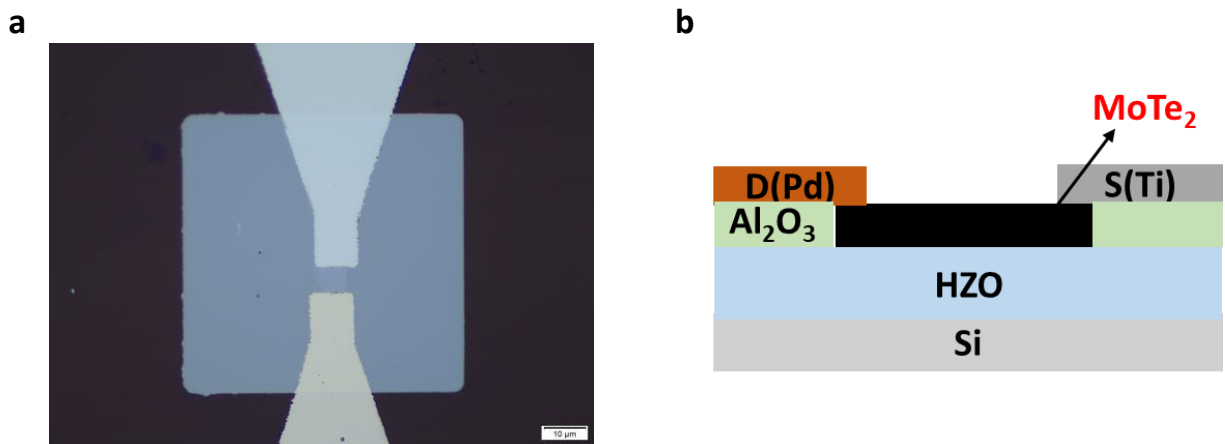 a
b
10 µm
MoTe₂
D(Pd)
S(Ti)
Al₂O₃
HZO
Si